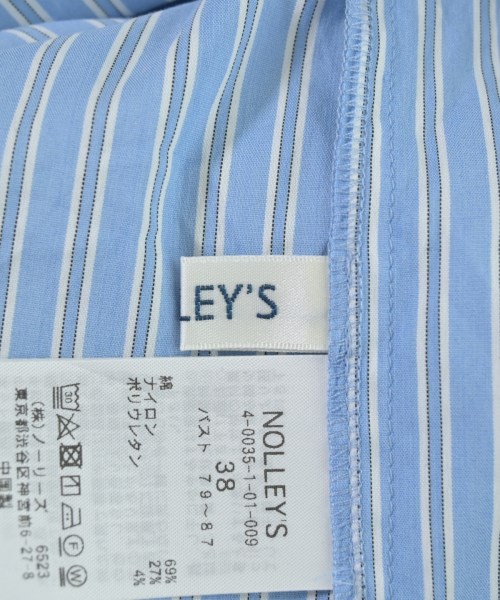 LEY'S
NOLLEY'S
4-0035-1-01-009
38
バスト 79~87
綿 69%
ナイロン 27%
ポリウレタン 4%
(株)ノーリーズ 6523
東京都渋谷区神宮前6-27-8
中国製